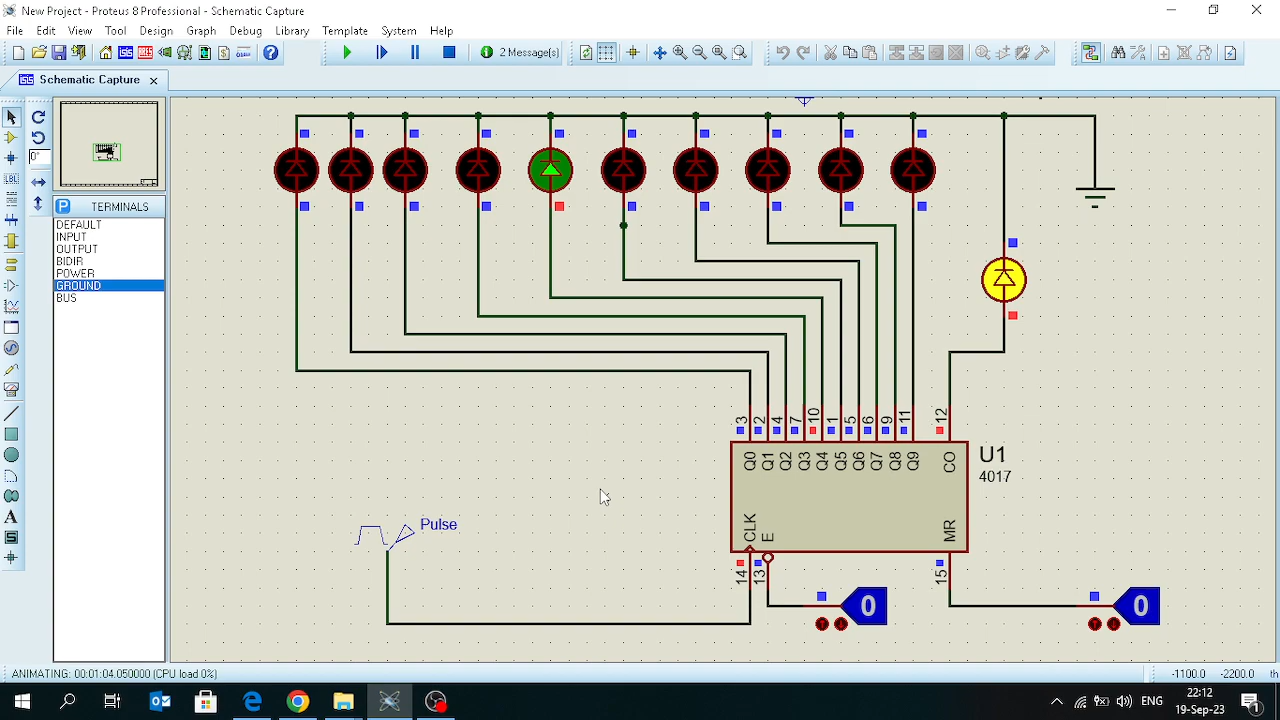 New Project - Proteus 8 Professional - Schematic Capture
File Edit View Tool Design Graph Debug Library Template System Help
2 Message(s)
Schematic Capture
0°
P TERMINALS
DEFAULT
INPUT
OUTPUT
BIDIR
POWER
GROUND
BUS
LBL
A
3 2 4 7 10 1 5 6 9 11 12
Q0 Q1 Q2 Q3 Q4 Q5 Q6 Q7 Q8 Q9 CO
U1
4017
CLK E MR
14 13 15
Pulse
0
0
ANIMATING: 00:01:04.050000 (CPU load 0%)
-1100.0 -2200.0 th
ENG
22:12
19-Sep-23
1